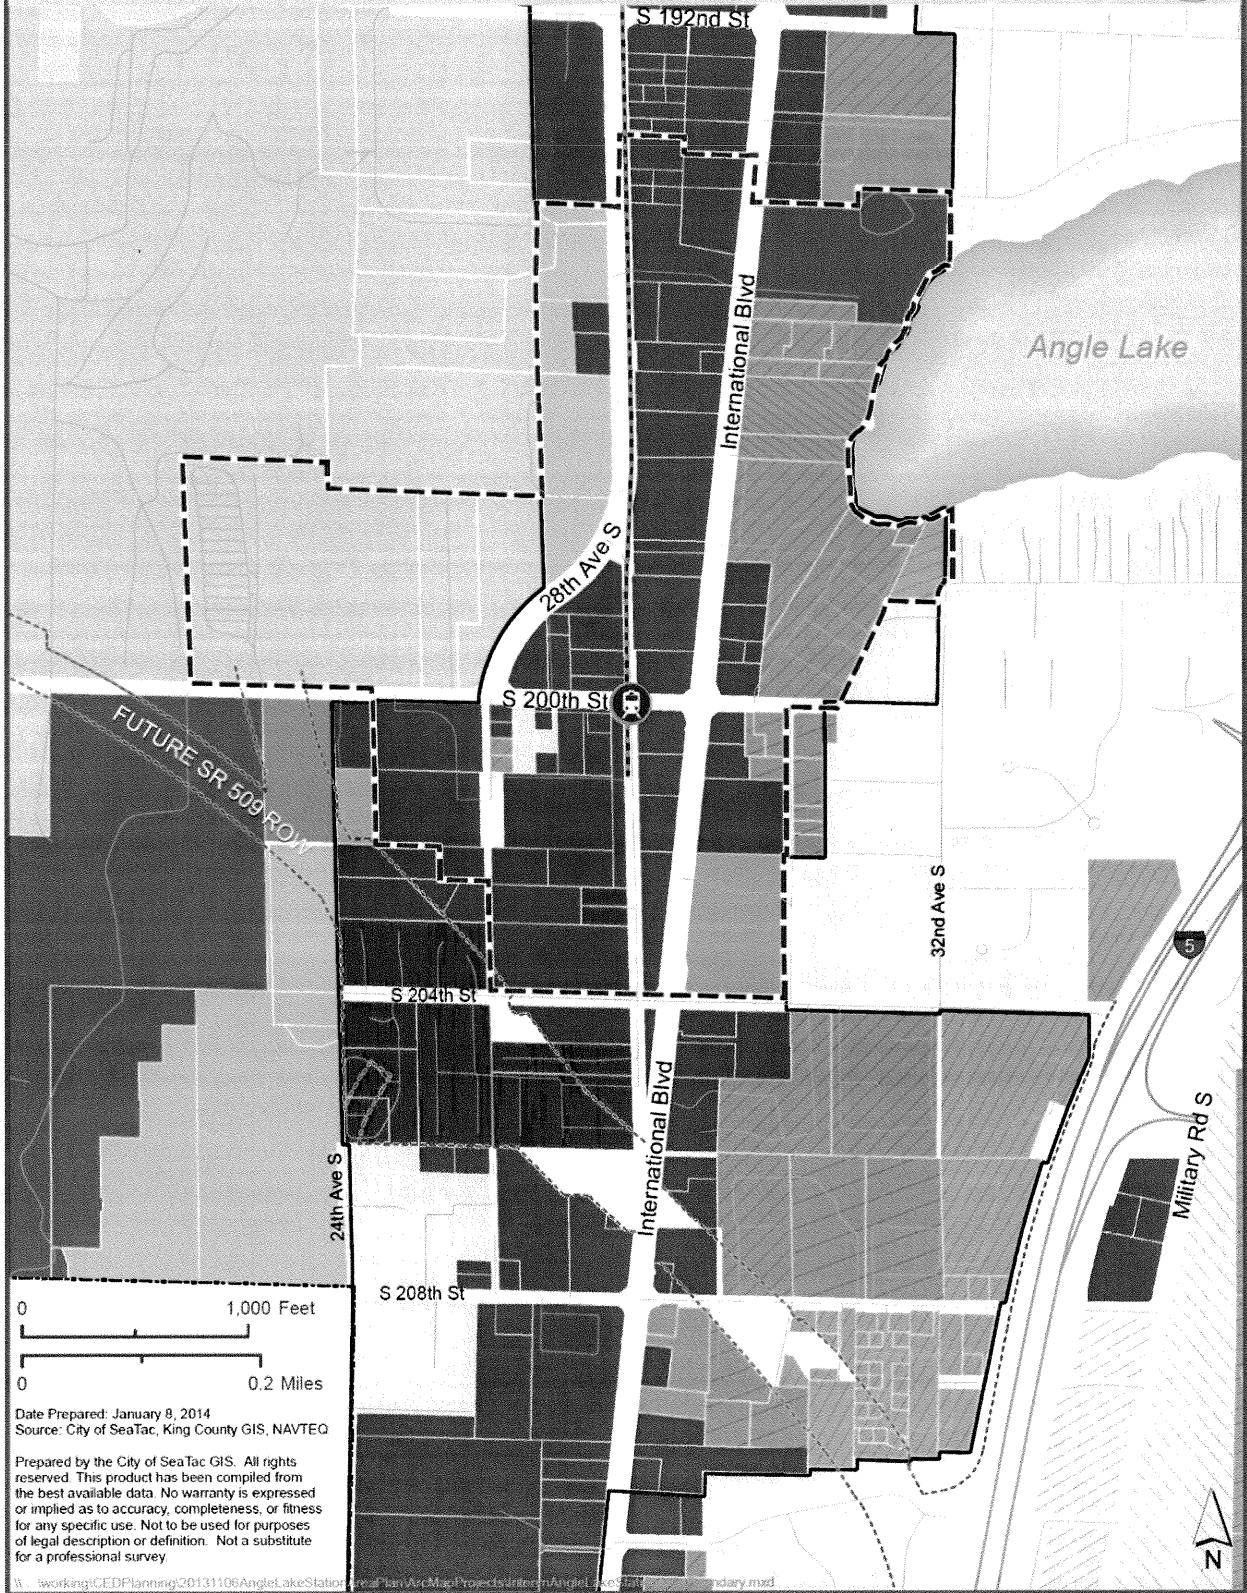 S 192nd St
International Blvd
Angle Lake
28th Ave S
S 200th St
FUTURE SR 509 ROW
32nd Ave S
5
S 204th St
International Blvd
Military Rd S
24th Ave S
S 208th St
0 1,000 Feet
0 0.2 Miles
Date Prepared: January 8, 2014
Source: City of SeaTac, King County GIS, NAVTEQ
Prepared by the City of SeaTac GIS. All rights
reserved. This product has been compiled from
the best available data. No warranty is expressed
or implied as to accuracy, completeness, or fitness
for any specific use. Not to be used for purposes
of legal description or definition. Not a substitute
for a professional survey.
N